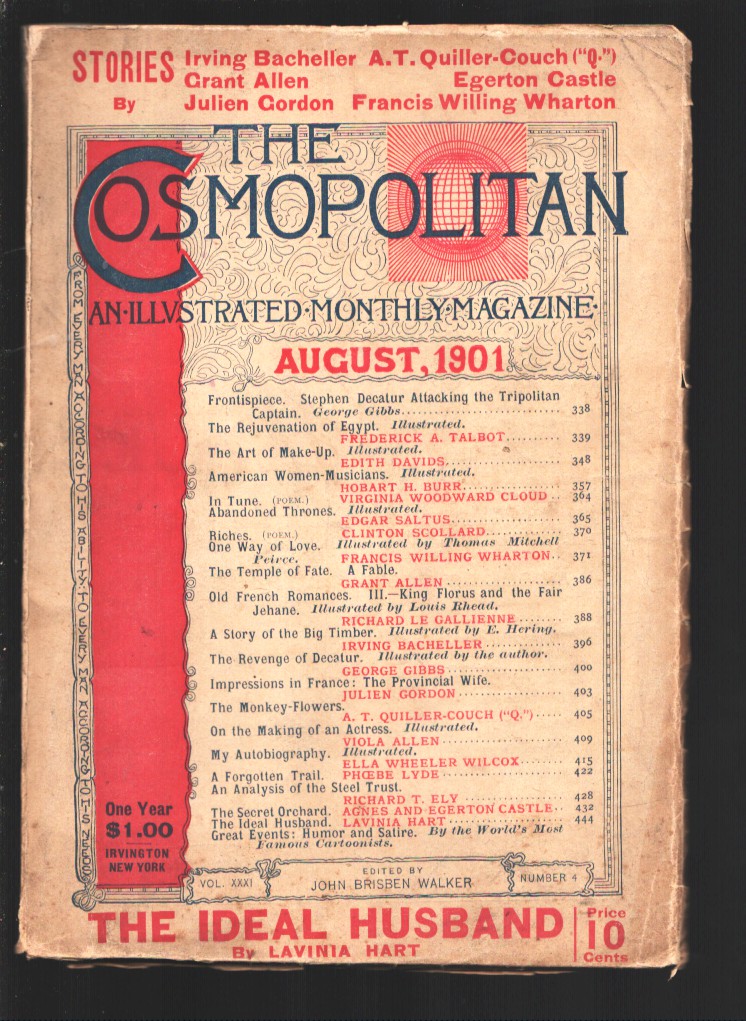 STORIES By
Irving Bacheller A.T. Quiller-Couch ("Q.")
Grant Allen Egerton Castle
Julien Gordon Francis Willing Wharton
THE
COSMOPOLITAN
AN·ILLVSTRATED·MONTHLY·MAGAZINE·
AUGUST, 1901
FROM EVERY MAN ACCORDING TO HIS ABILITY: TO EVERY MAN ACCORDING TO HIS NEEDS
Frontispiece. Stephen Decatur Attacking the Tripolitan
Captain. George Gibbs 338
The Rejuvenation of Egypt. Illustrated.
FREDERICK A. TALBOT 339
The Art of Make-Up. Illustrated.
EDITH DAVIDS 348
American Women-Musicians. Illustrated.
HOBART H. BURR 357
In Tune. (POEM.) VIRGINIA WOODWARD CLOUD 364
Abandoned Thrones. Illustrated.
EDGAR SALTUS 365
Riches. (POEM.) CLINTON SCOLLARD 370
One Way of Love. Illustrated by Thomas Mitchell
Peirce. FRANCIS WILLING WHARTON 371
The Temple of Fate. A Fable.
GRANT ALLEN 386
Old French Romances. III.—King Florus and the Fair
Jehane. Illustrated by Louis Rhead.
RICHARD LE GALLIENNE 388
A Story of the Big Timber. Illustrated by E. Hering.
IRVING BACHELLER 396
The Revenge of Decatur. Illustrated by the author.
GEORGE GIBBS 400
Impressions in France: The Provincial Wife.
JULIEN GORDON 403
The Monkey-Flowers.
A. T. QUILLER-COUCH ("Q.") 405
On the Making of an Actress. Illustrated.
VIOLA ALLEN 409
My Autobiography. Illustrated.
ELLA WHEELER WILCOX 415
A Forgotten Trail. PHŒBE LYDE 422
An Analysis of the Steel Trust.
RICHARD T. ELY 428
The Secret Orchard. AGNES AND EGERTON CASTLE 432
The Ideal Husband. LAVINIA HART 444
Great Events: Humor and Satire. By the World's Most
Famous Cartoonists.
One Year
$1.00
IRVINGTON
NEW YORK
VOL. XXXI
EDITED BY
JOHN BRISBEN WALKER
NUMBER 4
THE IDEAL HUSBAND
By LAVINIA HART
Price
10
Cents